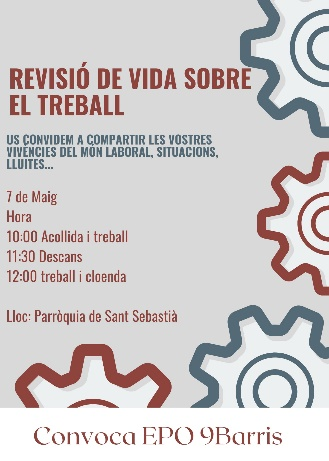 REVISIÓ DE VIDA SOBRE
EL TREBALL
US CONVIDEM A COMPARTIR LES VOSTRES
VIVÈNCIES DEL MÓN LABORAL, SITUACIONS,
LLUITES...
7 de Maig
Hora
10:00 Acollida i treball
11:30 Descans
12:00 treball i cloenda
Lloc: Parròquia de Sant Sebastià
Convoca EPO 9Barris